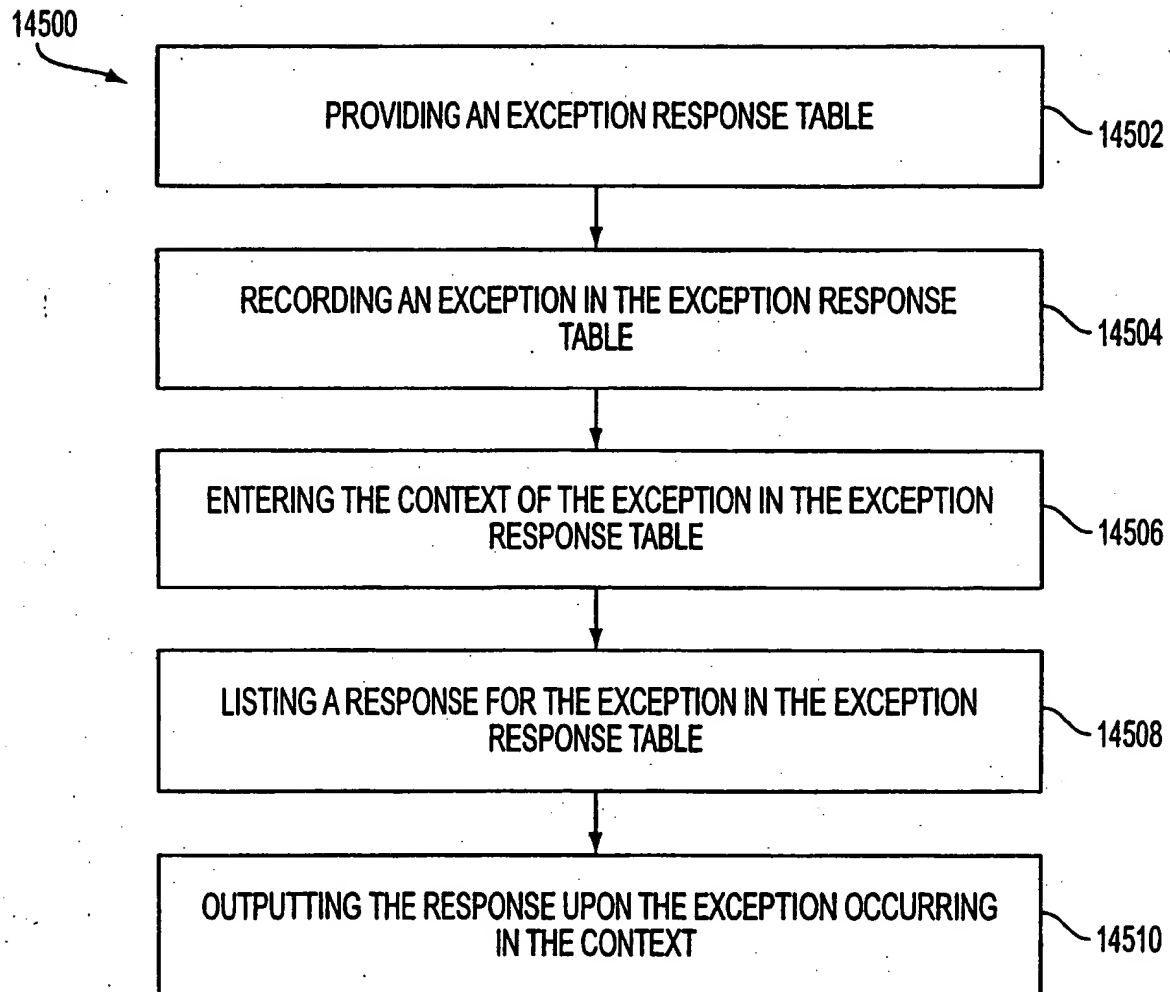 14500
PROVIDING AN EXCEPTION RESPONSE TABLE
14502
RECORDING AN EXCEPTION IN THE EXCEPTION RESPONSE
TABLE
14504
ENTERING THE CONTEXT OF THE EXCEPTION IN THE EXCEPTION
RESPONSE TABLE
14506
LISTING A RESPONSE FOR THE EXCEPTION IN THE EXCEPTION
RESPONSE TABLE
14508
OUTPUTTING THE RESPONSE UPON THE EXCEPTION OCCURRING
IN THE CONTEXT
14510